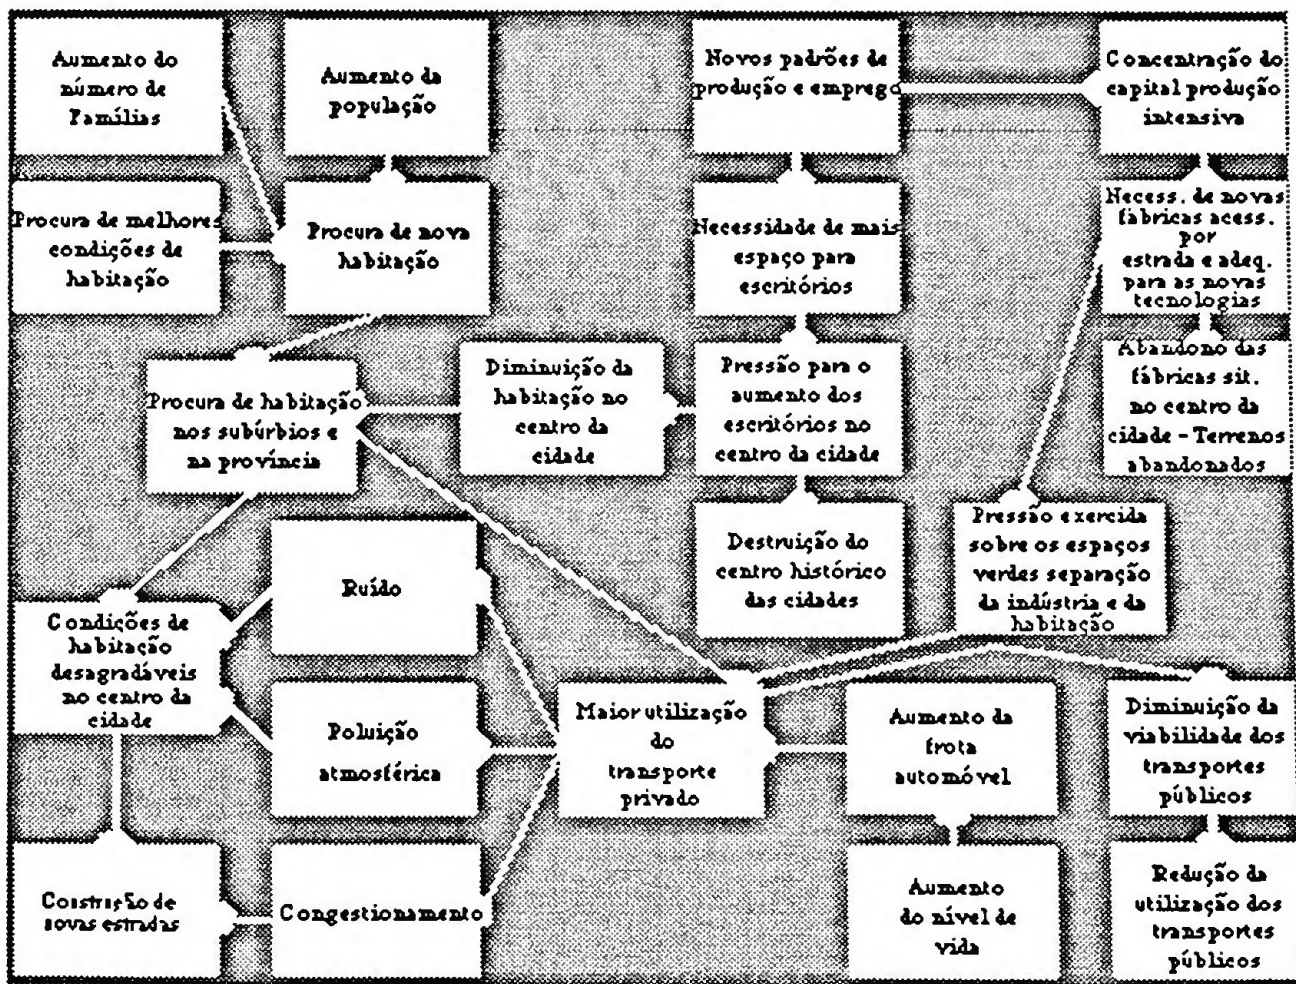 Aumento do
número de
Famílias
Aumento da
população
Novos padrões de
produção e emprego
Concentração do
capital produção
intensiva
Procura de melhores
condições de
habitação
Procura de nova
habitação
Necessidade de mais
espaço para
escritórios
Necess. de novas
fábricas acess.
por
estrada e adeq.
para as novas
tecnologias
Procura de habitação
nos subúrbios e
na província
Diminuição da
habitação no
centro da
cidade
Pressão para o
aumento dos
escritórios no
centro da cidade
Abandono das
fábricas sit.
no centro da
cidade - Terrenos
abandonados
Ruído
Destruição do
centro histórico
das cidades
Pressão exercida
sobre os espaços
verdes separação
da indústria e da
habitação
Condições de
habitação
desagradáveis
no centro da
cidade
Poluição
atmosférica
Maior utilização
do
transporte
privado
Aumento da
frota
automóvel
Diminuição da
viabilidade dos
transportes
públicos
Construção de
novas estradas
Congestionamento
Aumento
do nível de
vida
Redução da
utilização dos
transportes
públicos